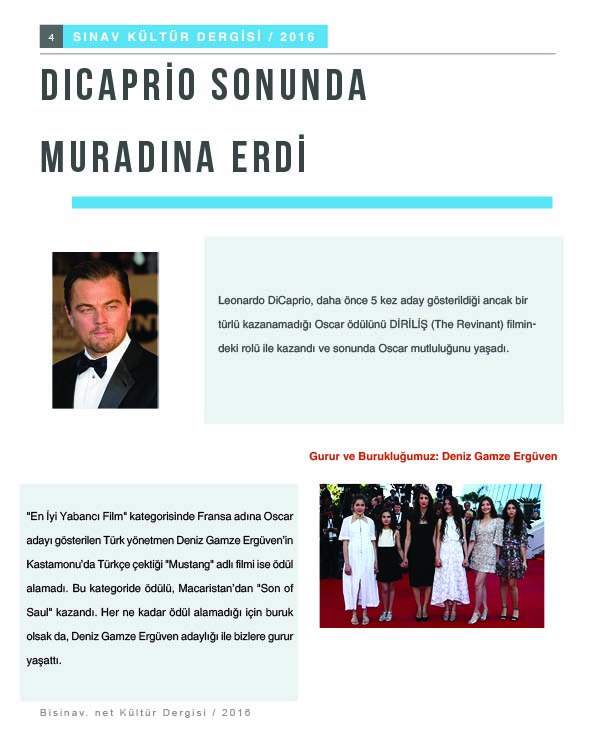 4 SINAV KÜLTÜR DERGİSİ / 2016
DICAPRİO SONUNDA
MURADINA ERDİ
Leonardo DiCaprio, daha önce 5 kez aday gösterildiği ancak bir
türlü kazanamadığı Oscar ödülünü DİRİLİŞ (The Revinant) filmin-
deki rolü ile kazandı ve sonunda Oscar mutluluğunu yaşadı.
Gurur ve Burukluğumuz: Deniz Gamze Ergüven
"En İyi Yabancı Film" kategorisinde Fransa adına Oscar
adayı gösterilen Türk yönetmen Deniz Gamze Ergüven'in
Kastamonu'da Türkçe çektiği "Mustang" adlı filmi ise ödül
alamadı. Bu kategoride ödülü, Macaristan'dan "Son of
Saul" kazandı. Her ne kadar ödül alamadığı için buruk
olsak da, Deniz Gamze Ergüven adaylığı ile bizlere gurur
yaşattı.
Bisinav. net Kültür Dergisi / 2016